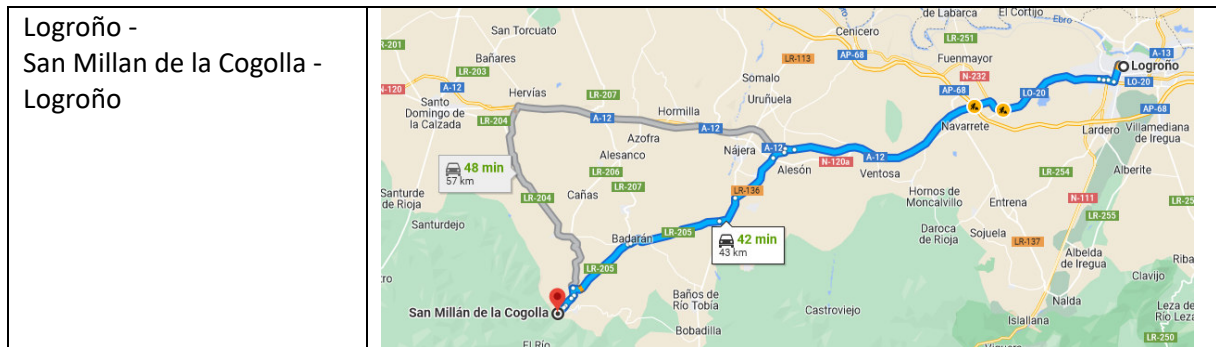 Logroño -
San Millan de la Cogolla -
Logroño
de Labarca
El Cortijo
Ebro
San Torcuato
Cenicero
LR-251
A-13
R-201
Bañares
LR-113
AP-68
Fuenmayor
Logroño
LR-203
Somalo
N-232
N-120
A-12
Hervías
LR-207
Uruñuela
AP-68
LO-20
LO-20
Santo
Domingo de
la Calzada
LR-204
Hormilla
AP-68
A-12
A-12
Navarrete
Lardero
Villamediana
de Iregua
Azofra
Nájera
A-12
Alesanco
N-120a
A-12
48 min
57 km
Alesón
Ventosa
LR-206
LR-254
Alberite
Santurde
de Rioja
LR-204
Cañas
LR-207
LR-136
Hornos de
Moncalvillo
Entrena
N-111
LR-25
LR-255
Santurdejo
Badarán
LR-205
42 min
43 km
Daroca
de Rioja
Sojuela
LR-137
Albelda
de Iregua
Riba
LR-205
Clavijo
ro
Baños de
Río Tobía
Nalda
San Millán de la Cogolla
Castroviejo
Leza de
Río Leza
Islallana
Bobadilla
LR-250
El Río
Viguera